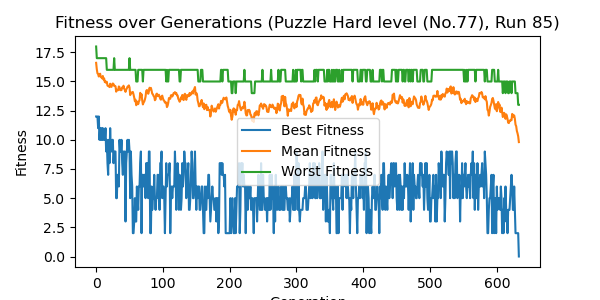 Fitness over Generations (Puzzle Hard level (No.77), Run 85)
Fitness
17.5
15.0
12.5
10.0
7.5
5.0
2.5
0.0
Best Fitness
Mean Fitness
Worst Fitness
0 100 200 300 400 500 600
Generation